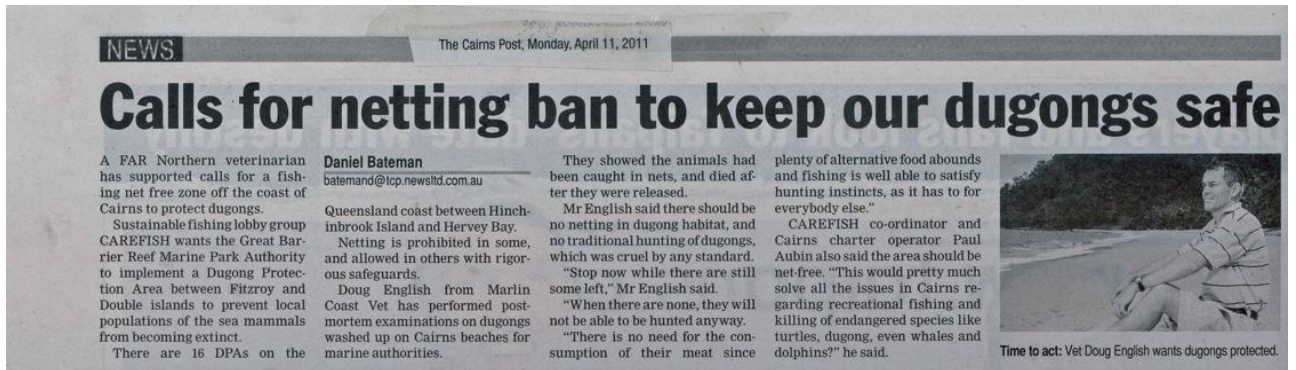 NEWS
The Cairns Post, Monday, April 11, 2011
Calls for netting ban to keep our dugongs safe
A FAR Northern veterinarian
has supported calls for a fish-
ing net free zone off the coast of
Cairns to protect dugongs.
Sustainable fishing lobby group
CAREFISH wants the Great Bar-
rier Reef Marine Park Authority
to implement a Dugong Protec-
tion Area between Fitzroy and
Double islands to prevent local
populations of the sea mammals
from becoming extinct.
There are 16 DPAs on the
Daniel Bateman
batemand@tcp.newsltd.com.au
Queensland coast between Hinch-
inbrook Island and Hervey Bay.
Netting is prohibited in some,
and allowed in others with rigor-
ous safeguards.
Doug English from Marlin
Coast Vet has performed post-
mortem examinations on dugongs
washed up on Cairns beaches for
marine authorities.
They showed the animals had
been caught in nets, and died af-
ter they were released.
Mr English said there should be
no netting in dugong habitat, and
no traditional hunting of dugongs,
which was cruel by any standard.
"Stop now while there are still
some left," Mr English said.
"When there are none, they will
not be able to be hunted anyway.
"There is no need for the con-
sumption of their meat since
plenty of alternative food abounds
and fishing is well able to satisfy
hunting instincts, as it has to for
everybody else."
CAREFISH co-ordinator and
Cairns charter operator Paul
Aubin also said the area should be
net-free. "This would pretty much
solve all the issues in Cairns re-
garding recreational fishing and
killing of endangered species like
turtles, dugong, even whales and
dolphins?" he said.
Time to act: Vet Doug English wants dugongs protected.